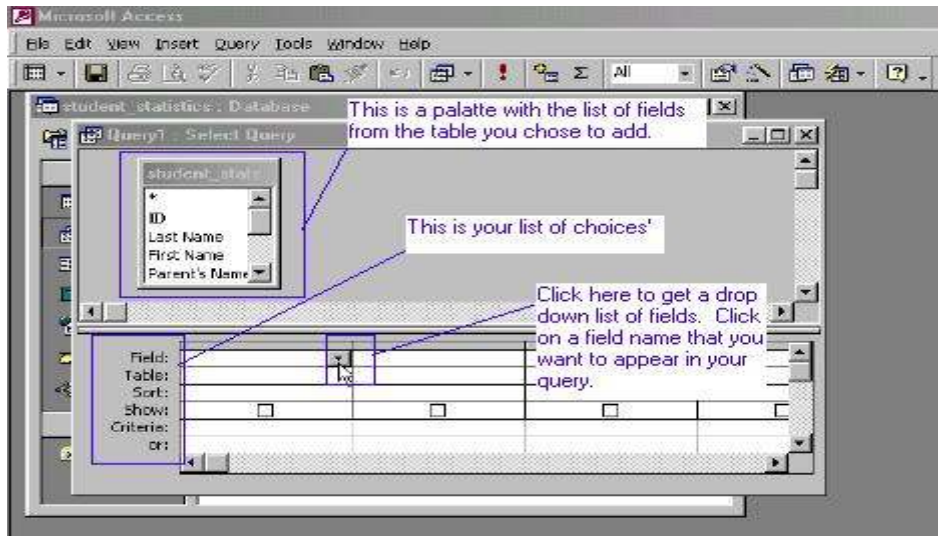 Microsoft Access
File Edit View Insert Query Tools Window Help
All
student_statistics : Database
This is a palatte with the list of fields
from the table you chose to add.
Query1 : Select Query
student_stats
*
ID
Last Name
First Name
Parent's Name
This is your list of choices'
Click here to get a drop
down list of fields. Click
on a field name that you
want to appear in your
query.
Field:
Table:
Sort:
Show:
Criteria:
or: